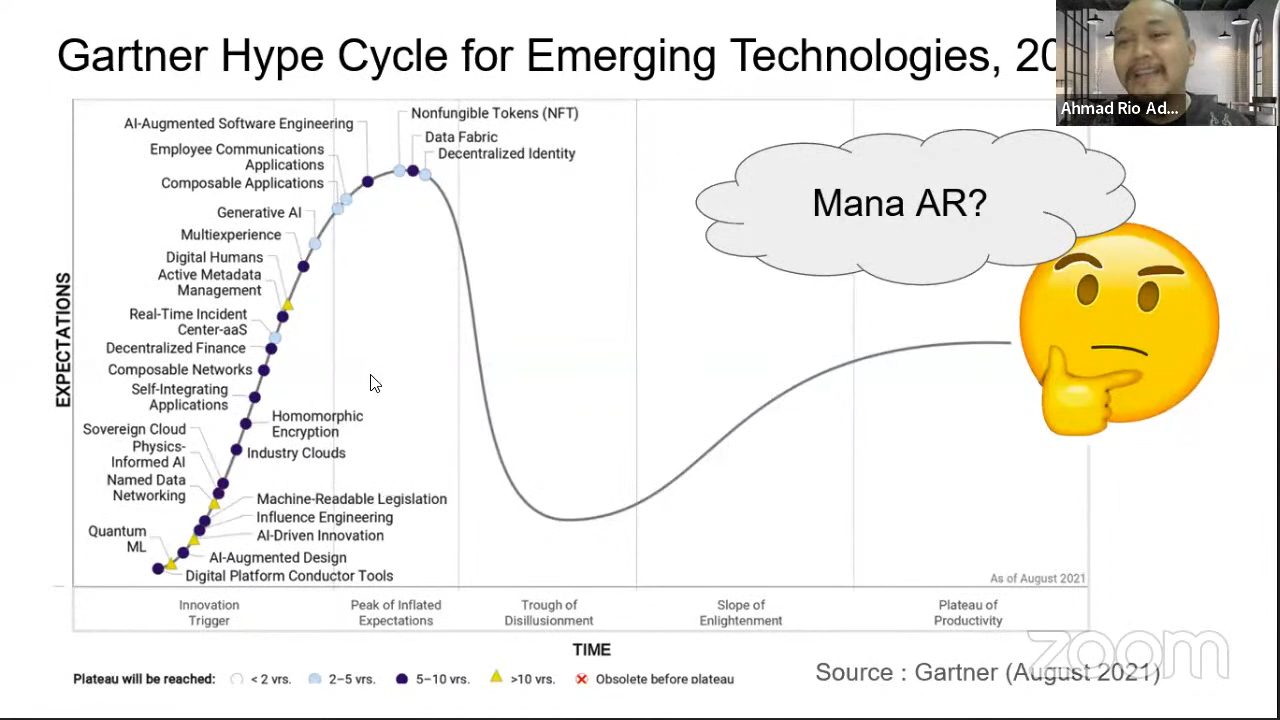 Gartner Hype Cycle for Emerging Technologies, 20
Ahmad Rio Ad...
Nonfungible Tokens (NFT)
AI-Augmented Software Engineering
Data Fabric
Decentralized Identity
Employee Communications
Applications
Composable Applications
Generative AI
Multiexperience
Digital Humans
Active Metadata
Management
Real-Time Incident
Center-aaS
Decentralized Finance
Composable Networks
Self-Integrating
Applications
Homomorphic
Encryption
Sovereign Cloud
Industry Clouds
Physics-
Informed AI
Named Data
Networking
Machine-Readable Legislation
Influence Engineering
Quantum
ML
AI-Driven Innovation
AI-Augmented Design
Digital Platform Conductor Tools
Mana AR?
EXPECTATIONS
As of August 2021
Innovation
Trigger
Peak of Inflated
Expectations
Trough of
Disillusionment
Slope of
Enlightenment
Plateau of
Productivity
TIME
zoom
Plateau will be reached: < 2 yrs. 2–5 yrs. 5–10 yrs. >10 yrs. Obsolete before plateau
Source : Gartner (August 2021)